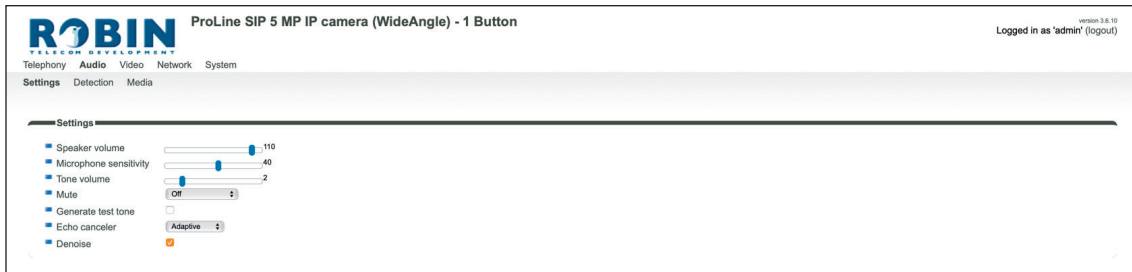 ROBIN
TELECOM DEVELOPMENT
ProLine SIP 5 MP IP camera (WideAngle) - 1 Button
version 3.6.10
Logged in as 'admin' (logout)
Telephony Audio Video Network System
Settings Detection Media
Settings
Speaker volume 110
Microphone sensitivity 40
Tone volume 2
Mute Off
Generate test tone
Echo canceler Adaptive
Denoise